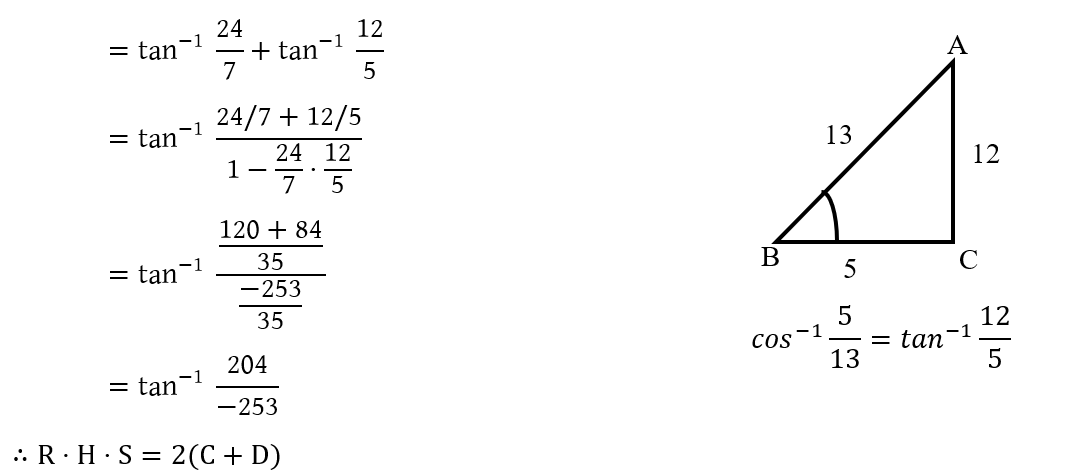 = tan⁻¹ 24/7 + tan⁻¹ 12/5
= tan⁻¹ (24/7 + 12/5)/(1 − 24/7 · 12/5)
= tan⁻¹ ((120 + 84)/35)/(−253/35)
= tan⁻¹ 204/−253
∴ R · H · S = 2(C + D)
A
13
12
B
5
C
cos⁻¹ 5/13 = tan⁻¹ 12/5